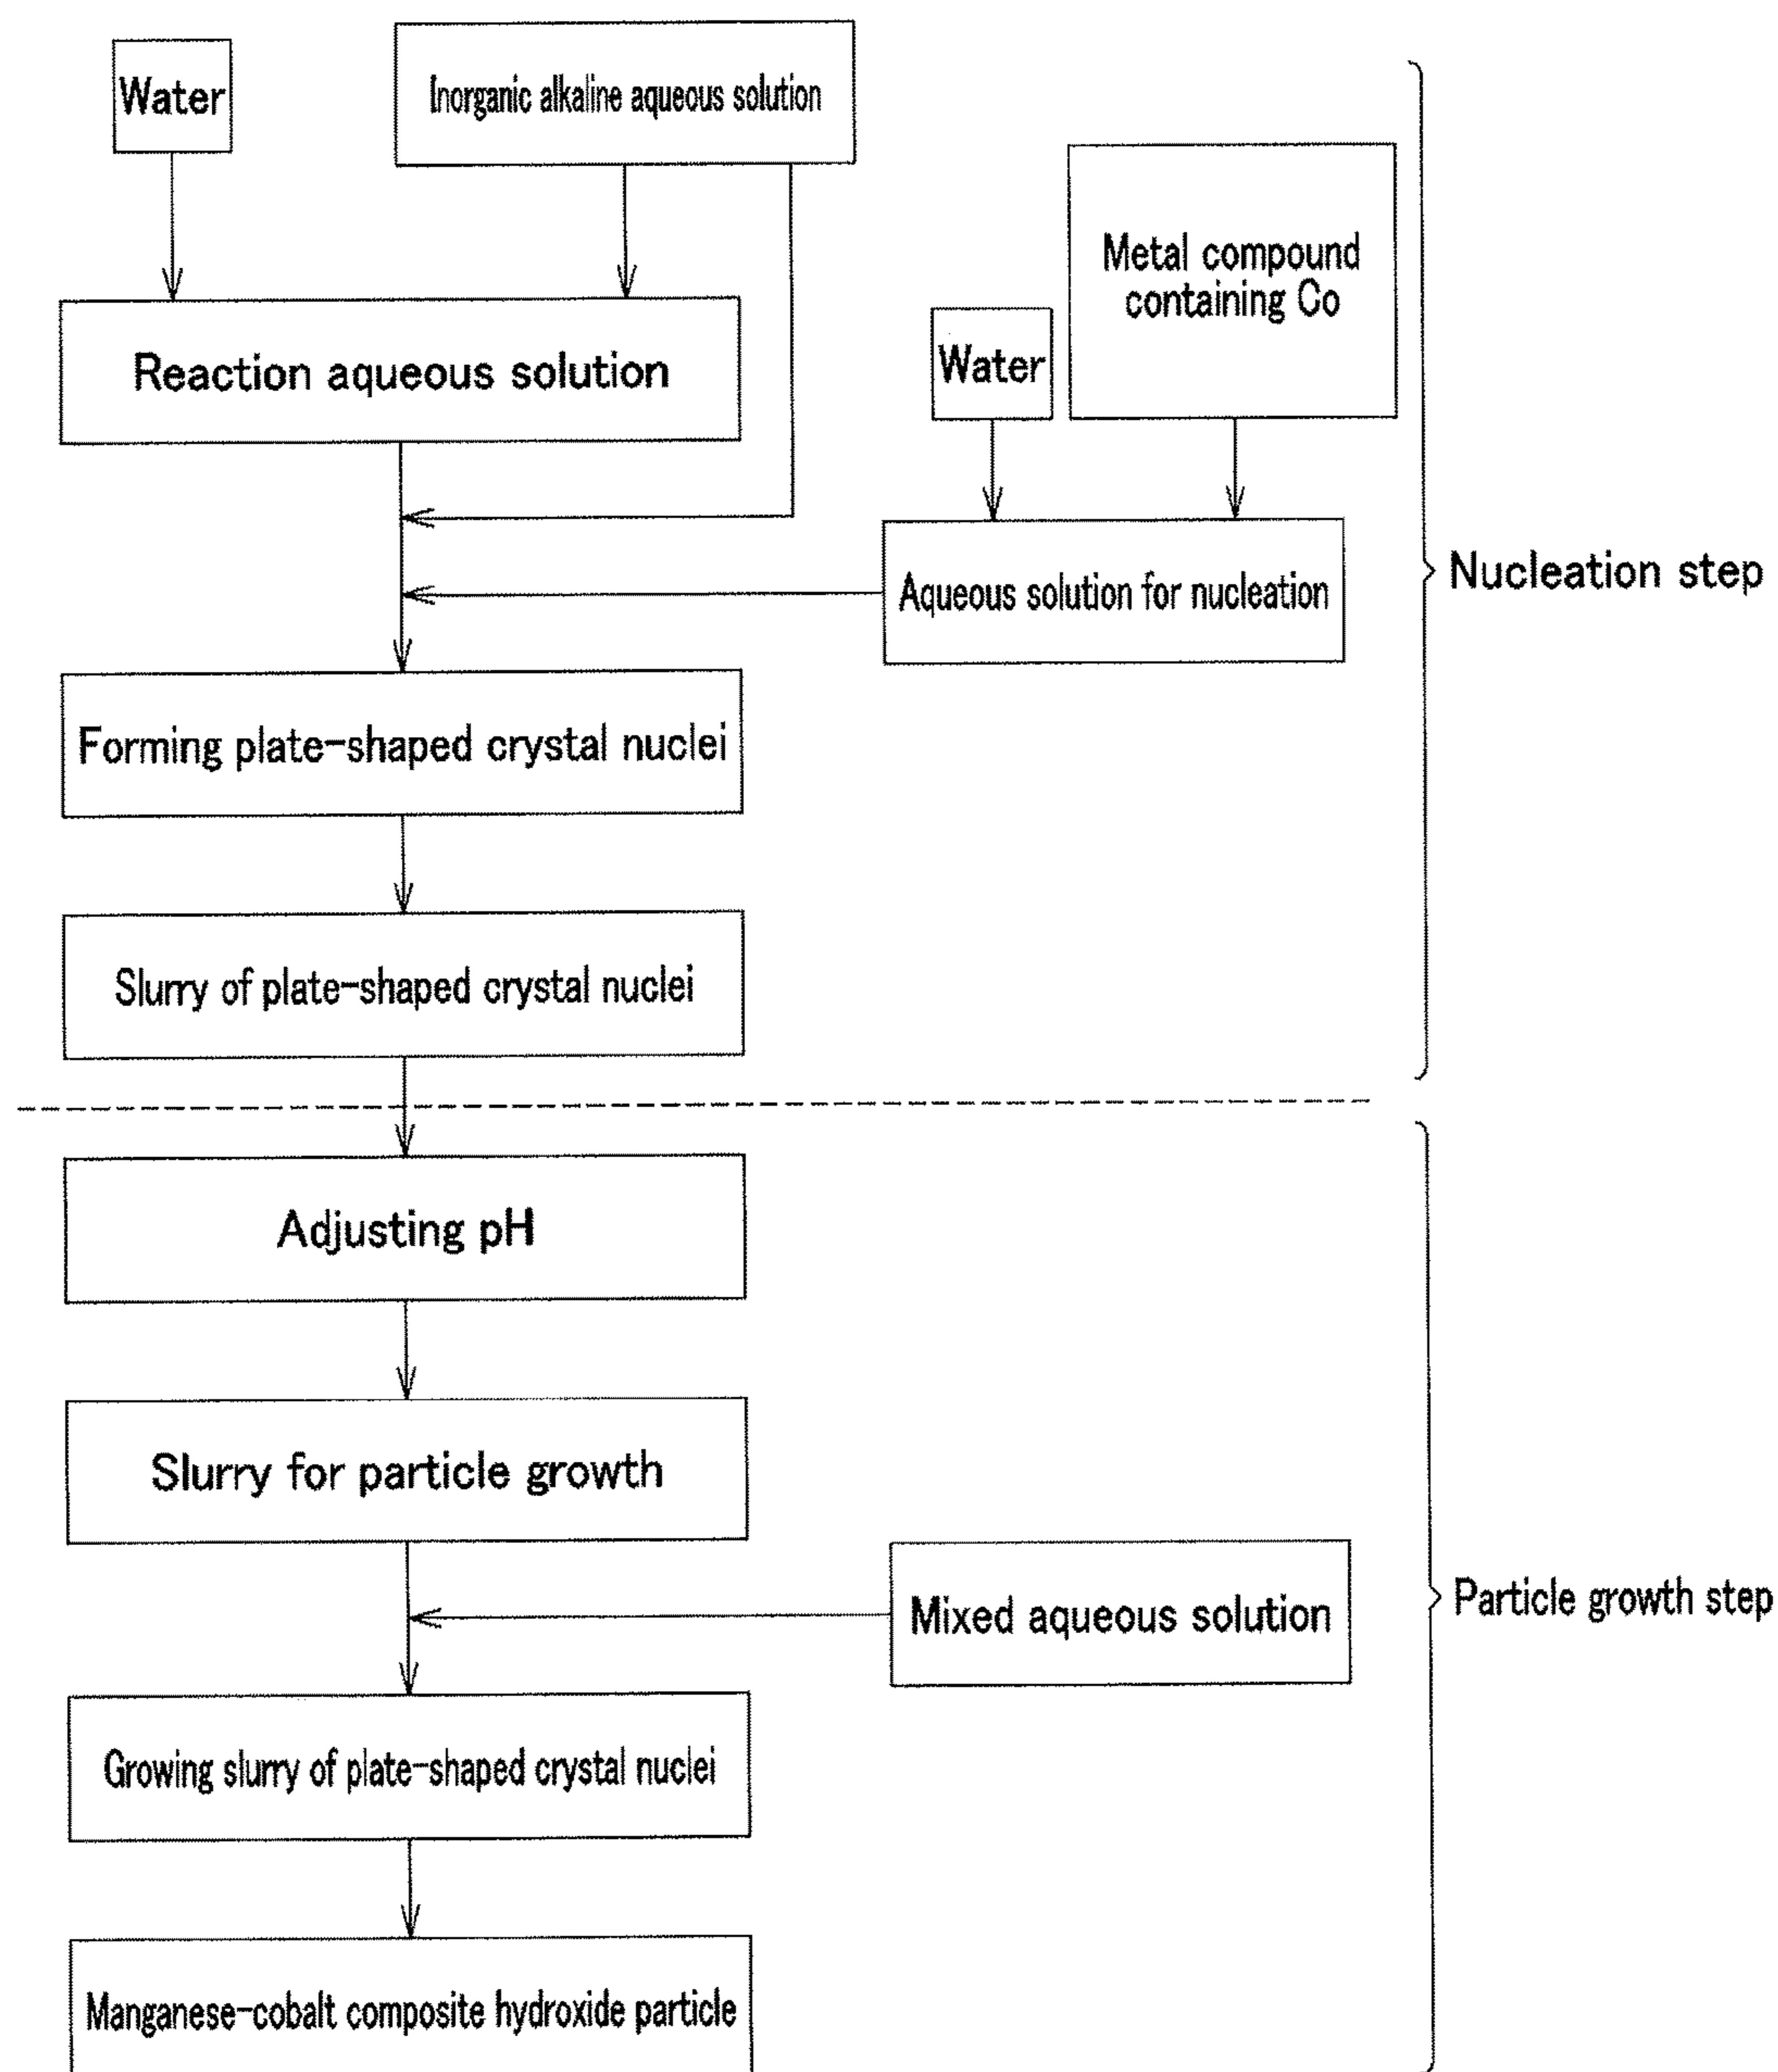 Water
Inorganic alkaline aqueous solution
Metal compound
containing Co
Reaction aqueous solution
Water
Aqueous solution for nucleation
Nucleation step
Forming plate-shaped crystal nuclei
Slurry of plate-shaped crystal nuclei
Adjusting pH
Slurry for particle growth
Mixed aqueous solution
Particle growth step
Growing slurry of plate-shaped crystal nuclei
Manganese-cobalt composite hydroxide particle